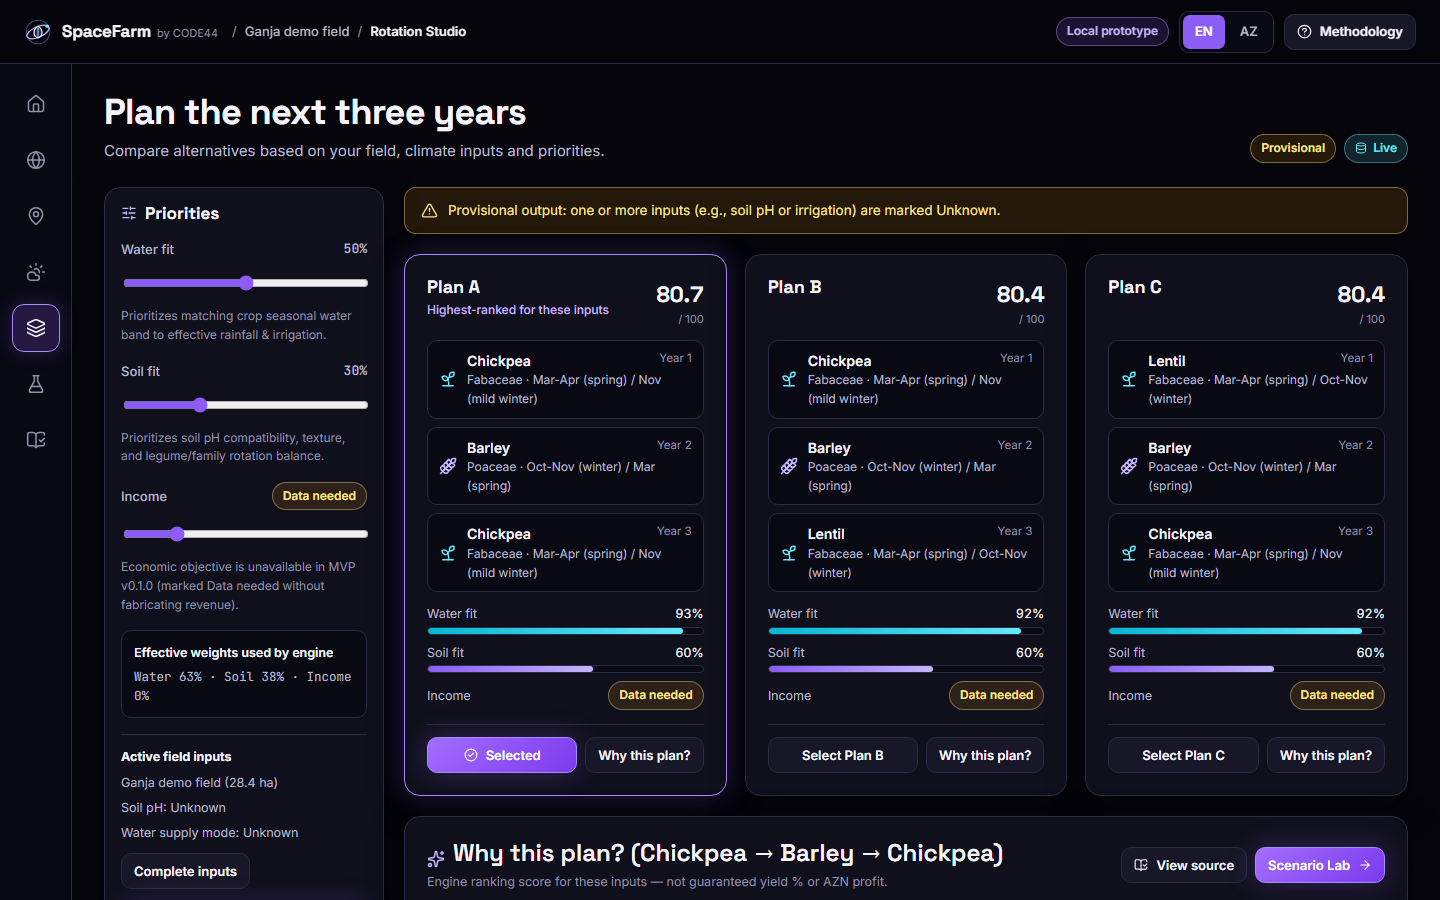 SpaceFarm by CODE44 / Ganja demo field / Rotation Studio
Local prototype
EN AZ
Methodology
Plan the next three years
Compare alternatives based on your field, climate inputs and priorities.
Provisional
Live
Priorities
Water fit 50%
Prioritizes matching crop seasonal water
band to effective rainfall & irrigation.
Soil fit 30%
Prioritizes soil pH compatibility, texture,
and legume/family rotation balance.
Income Data needed
Economic objective is unavailable in MVP
v0.1.0 (marked Data needed without
fabricating revenue).
Effective weights used by engine
Water 63% · Soil 38% · Income
0%
Active field inputs
Ganja demo field (28.4 ha)
Soil pH: Unknown
Water supply mode: Unknown
Complete inputs
Provisional output: one or more inputs (e.g., soil pH or irrigation) are marked Unknown.
Plan A
Highest-ranked for these inputs
80.7
/ 100
Chickpea Year 1
Fabaceae · Mar-Apr (spring) / Nov
(mild winter)
Barley Year 2
Poaceae · Oct-Nov (winter) / Mar
(spring)
Chickpea Year 3
Fabaceae · Mar-Apr (spring) / Nov
(mild winter)
Water fit 93%
Soil fit 60%
Income Data needed
Selected
Why this plan?
Plan B
80.4
/ 100
Chickpea Year 1
Fabaceae · Mar-Apr (spring) / Nov
(mild winter)
Barley Year 2
Poaceae · Oct-Nov (winter) / Mar
(spring)
Lentil Year 3
Fabaceae · Mar-Apr (spring) / Oct-Nov
(winter)
Water fit 92%
Soil fit 60%
Income Data needed
Select Plan B
Why this plan?
Plan C
80.4
/ 100
Lentil Year 1
Fabaceae · Mar-Apr (spring) / Oct-Nov
(winter)
Barley Year 2
Poaceae · Oct-Nov (winter) / Mar
(spring)
Chickpea Year 3
Fabaceae · Mar-Apr (spring) / Nov
(mild winter)
Water fit 92%
Soil fit 60%
Income Data needed
Select Plan C
Why this plan?
Why this plan? (Chickpea → Barley → Chickpea)
Engine ranking score for these inputs — not guaranteed yield % or AZN profit.
View source
Scenario Lab →